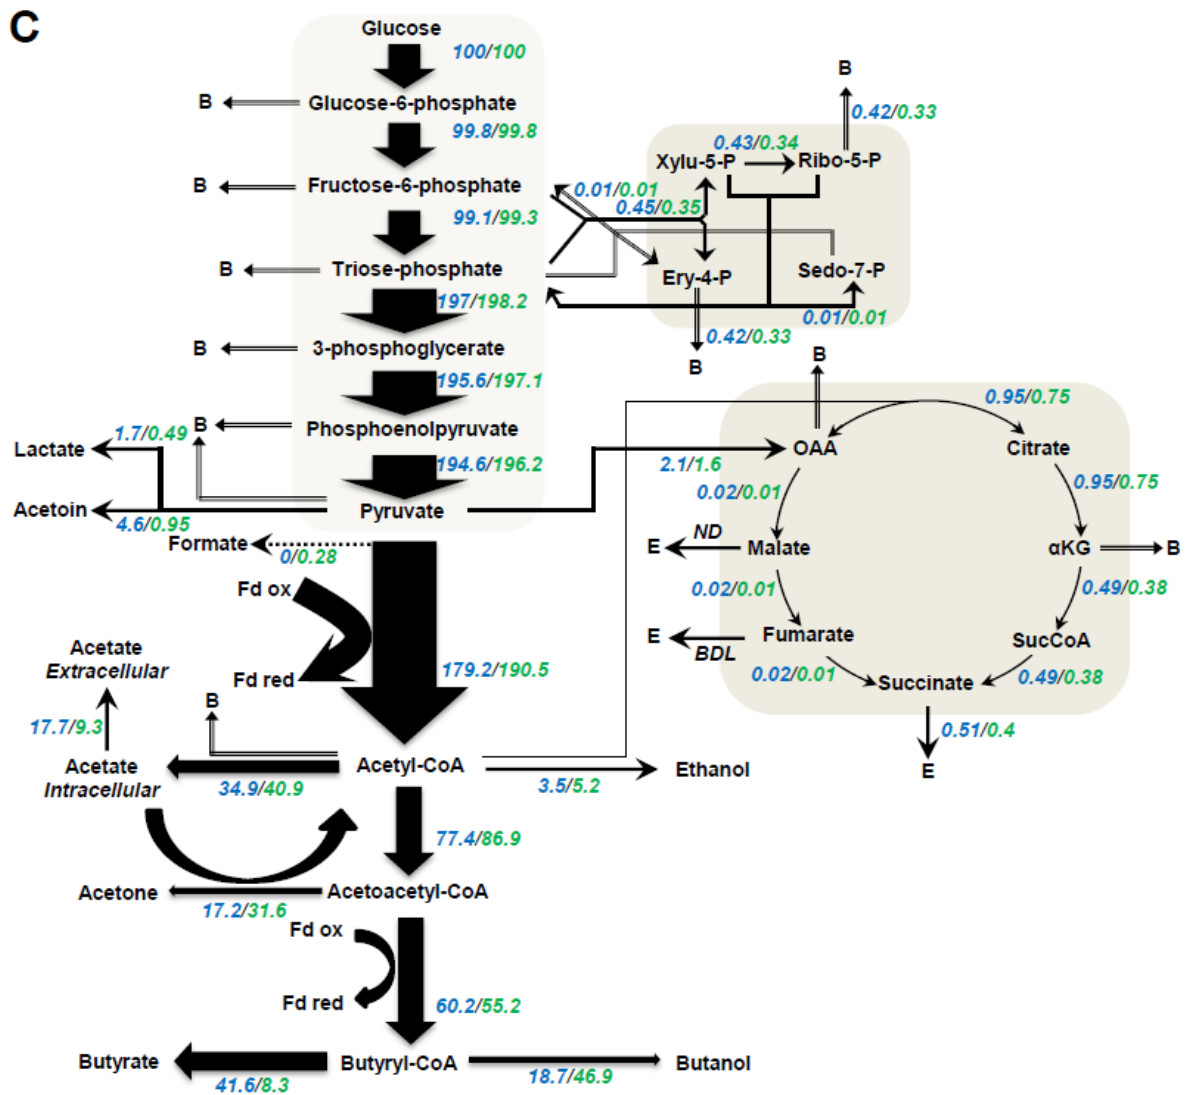 C
Glucose
100/100
B
Glucose-6-phosphate
99.8/99.8
B
Fructose-6-phosphate
99.1/99.3
B
Triose-phosphate
197/198.2
B
3-phosphoglycerate
195.6/197.1
B
Phosphoenolpyruvate
194.6/196.2
Pyruvate
B
0.42/0.33
0.43/0.34
Xylu-5-P
Ribo-5-P
0.01/0.01
0.45/0.35
Ery-4-P
Sedo-7-P
0.01/0.01
0.42/0.33
B
Lactate
1.7/0.49
Acetoin
4.6/0.95
Formate
0/0.28
Fd ox
Fd red
179.2/190.5
2.1/1.6
B
0.95/0.75
OAA
Citrate
0.02/0.01
0.95/0.75
E
ND
Malate
αKG
B
0.02/0.01
0.49/0.38
E
BDL
Fumarate
SucCoA
0.02/0.01
0.49/0.38
Succinate
0.51/0.4
E
Acetate
Extracellular
17.7/9.3
B
Acetate
Intracellular
34.9/40.9
Acetyl-CoA
3.5/5.2
Ethanol
77.4/86.9
Acetone
17.2/31.6
Acetoacetyl-CoA
Fd ox
Fd red
60.2/55.2
Butyrate
41.6/8.3
Butyryl-CoA
18.7/46.9
Butanol